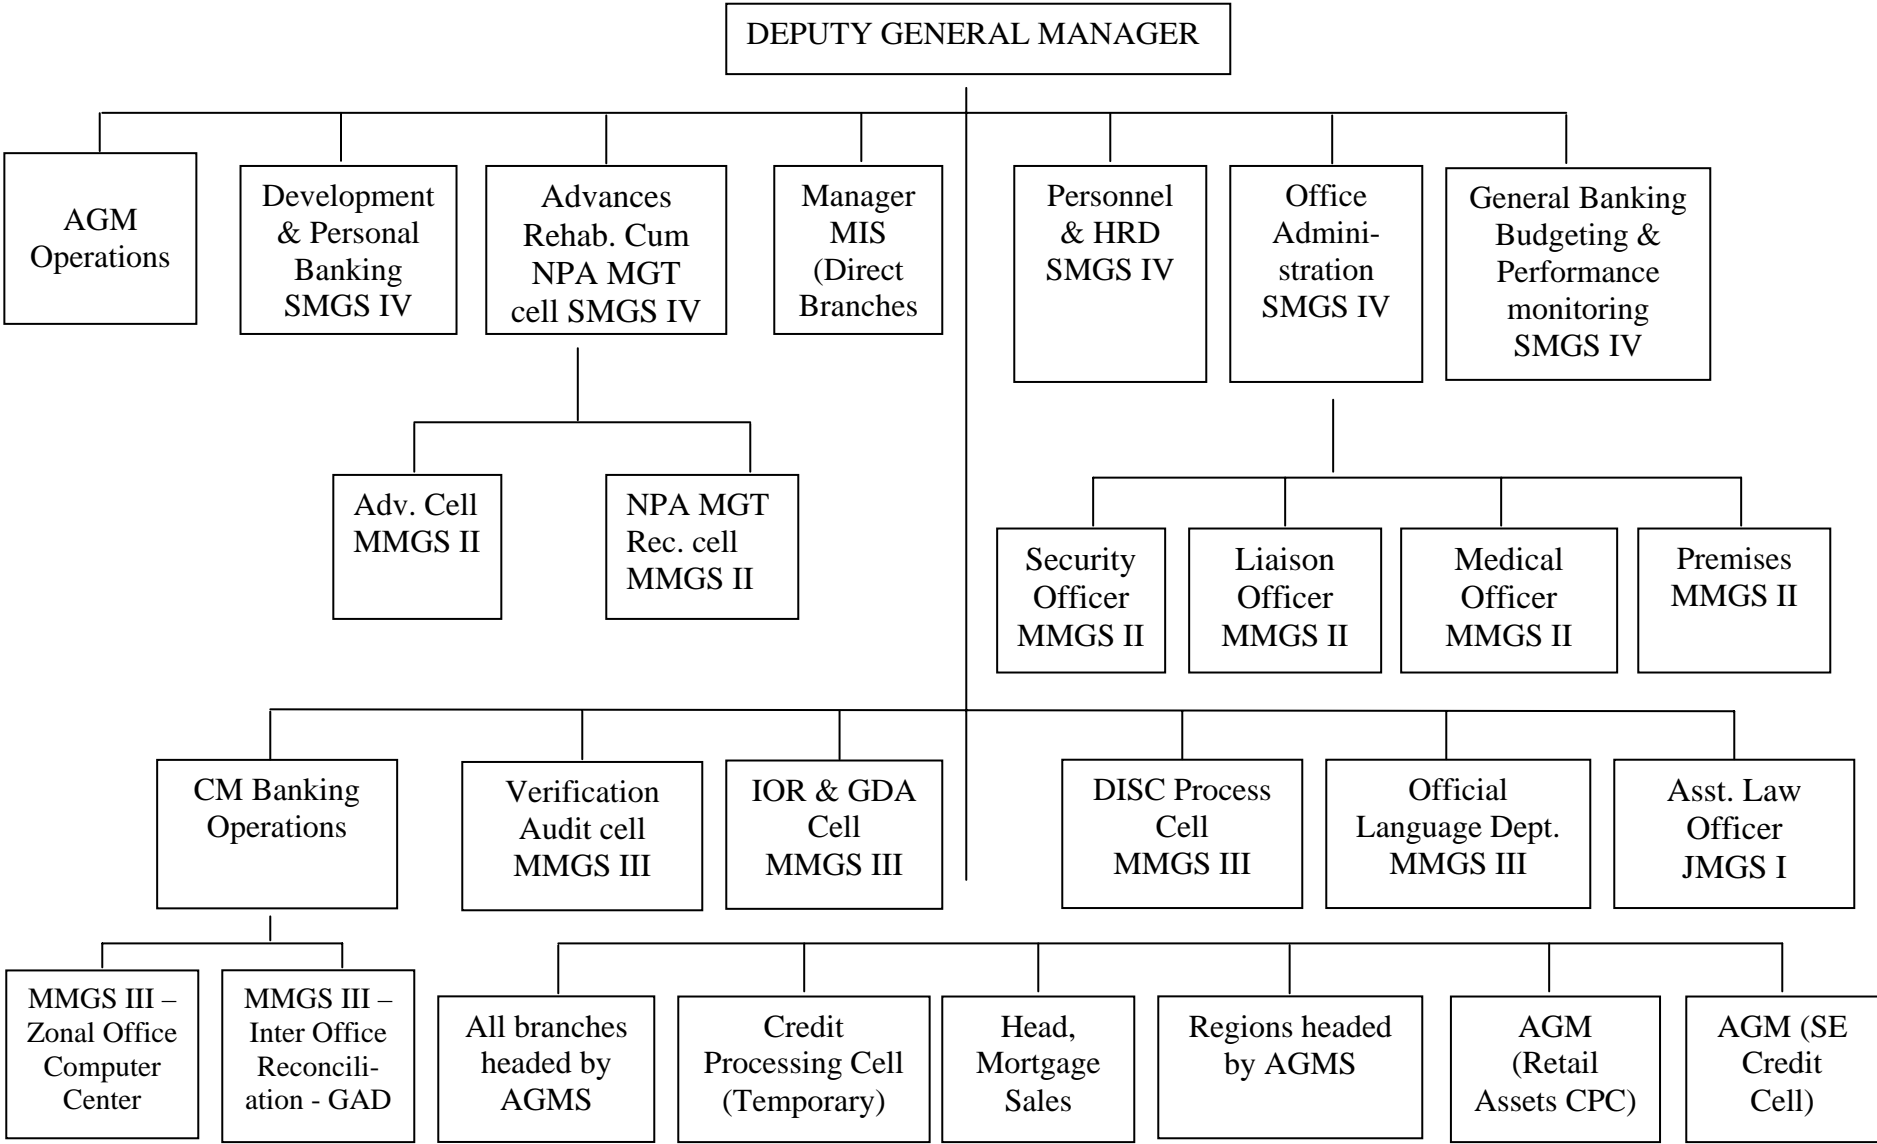 DEPUTY GENERAL MANAGER
AGM
Operations
Development
& Personal
Banking
SMGS IV
Advances
Rehab. Cum
NPA MGT
cell SMGS IV
Manager
MIS
(Direct
Branches
Personnel
& HRD
SMGS IV
Office
Admini-
stration
SMGS IV
General Banking
Budgeting &
Performance
monitoring
SMGS IV
Adv. Cell
MMGS II
NPA MGT
Rec. cell
MMGS II
Security
Officer
MMGS II
Liaison
Officer
MMGS II
Medical
Officer
MMGS II
Premises
MMGS II
CM Banking
Operations
Verification
Audit cell
MMGS III
IOR & GDA
Cell
MMGS III
DISC Process
Cell
MMGS III
Official
Language Dept.
MMGS III
Asst. Law
Officer
JMGS I
MMGS III –
Zonal Office
Computer
Center
MMGS III –
Inter Office
Reconcili-
ation - GAD
All branches
headed by
AGMS
Credit
Processing Cell
(Temporary)
Head,
Mortgage
Sales
Regions headed
by AGMS
AGM
(Retail
Assets CPC)
AGM (SE
Credit
Cell)